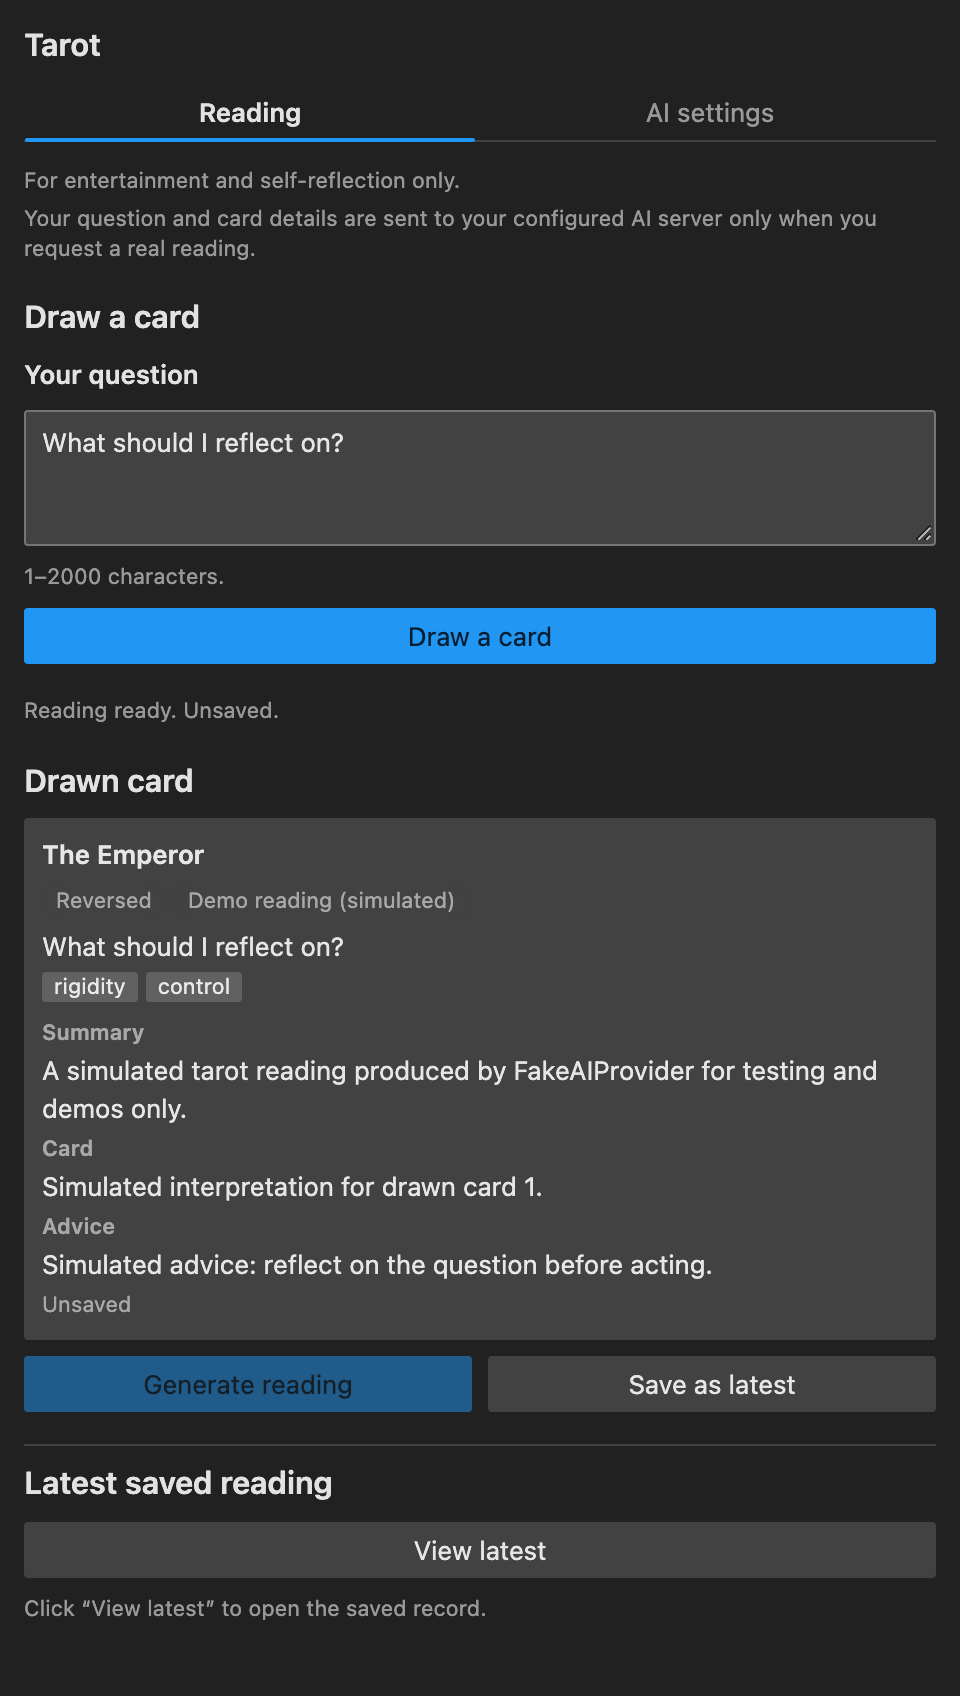 Tarot
Reading
AI settings
For entertainment and self-reflection only.
Your question and card details are sent to your configured AI server only when you
request a real reading.
Draw a card
Your question
What should I reflect on?
1–2000 characters.
Draw a card
Reading ready. Unsaved.
Drawn card
The Emperor
Reversed
Demo reading (simulated)
What should I reflect on?
rigidity
control
Summary
A simulated tarot reading produced by FakeAIProvider for testing and
demos only.
Card
Simulated interpretation for drawn card 1.
Advice
Simulated advice: reflect on the question before acting.
Unsaved
Generate reading
Save as latest
Latest saved reading
View latest
Click “View latest” to open the saved record.